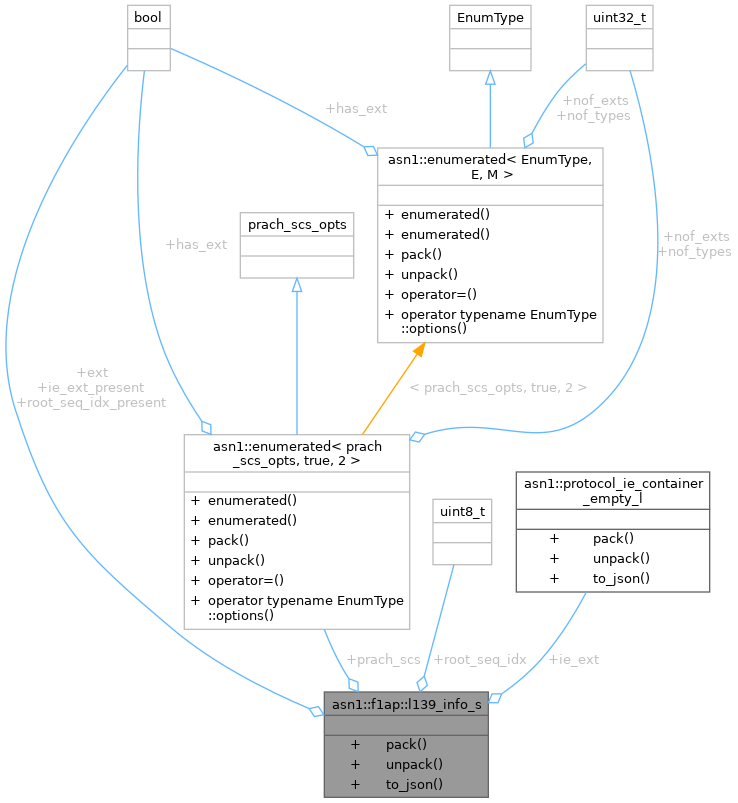 bool
EnumType
uint32_t
+has_ext
+nof_exts
+nof_types
asn1::enumerated< EnumType,
E, M >
+ enumerated()
+ enumerated()
+ pack()
+ unpack()
+ operator=()
+ operator typename EnumType
::options()
prach_scs_opts
+has_ext
+nof_exts
+nof_types
+ext
+ie_ext_present
+root_seq_idx_present
< prach_scs_opts, true, 2 >
asn1::enumerated< prach
_scs_opts, true, 2 >
+ enumerated()
+ enumerated()
+ pack()
+ unpack()
+ operator=()
+ operator typename EnumType
::options()
uint8_t
asn1::protocol_ie_container
_empty_l
+ pack()
+ unpack()
+ to_json()
+prach_scs
+root_seq_idx
+ie_ext
asn1::f1ap::l139_info_s
+ pack()
+ unpack()
+ to_json()